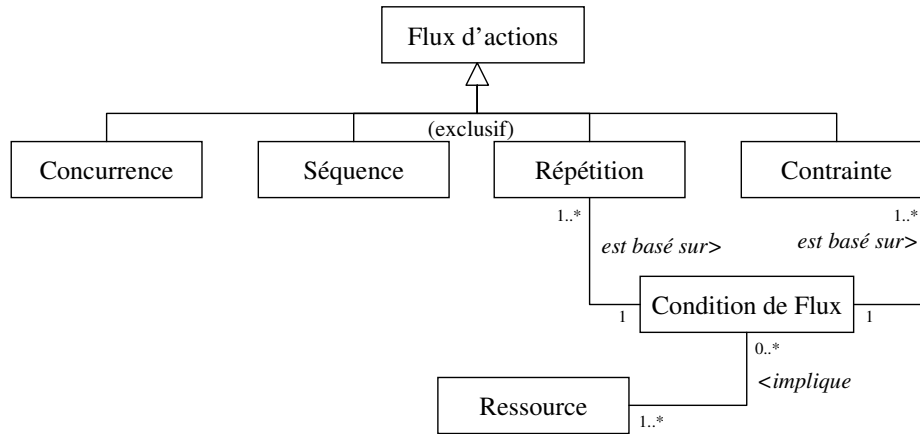 Flux d'actions
(exclusif)
Concurrence
Séquence
Répétition
Contrainte
1..*
1..*
est basé sur>
est basé sur>
Condition de Flux
1
1
0..*
<implique
Ressource
1..*